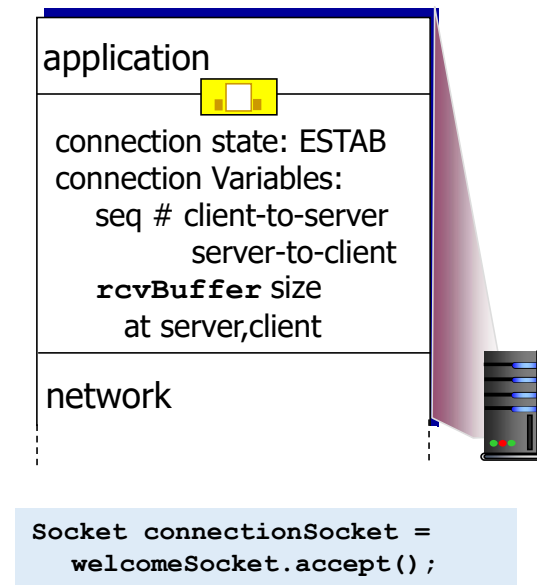 application
connection state: ESTAB
connection Variables:
seq # client-to-server
server-to-client
rcvBuffer size
at server,client
network
Socket connectionSocket =
welcomeSocket.accept();